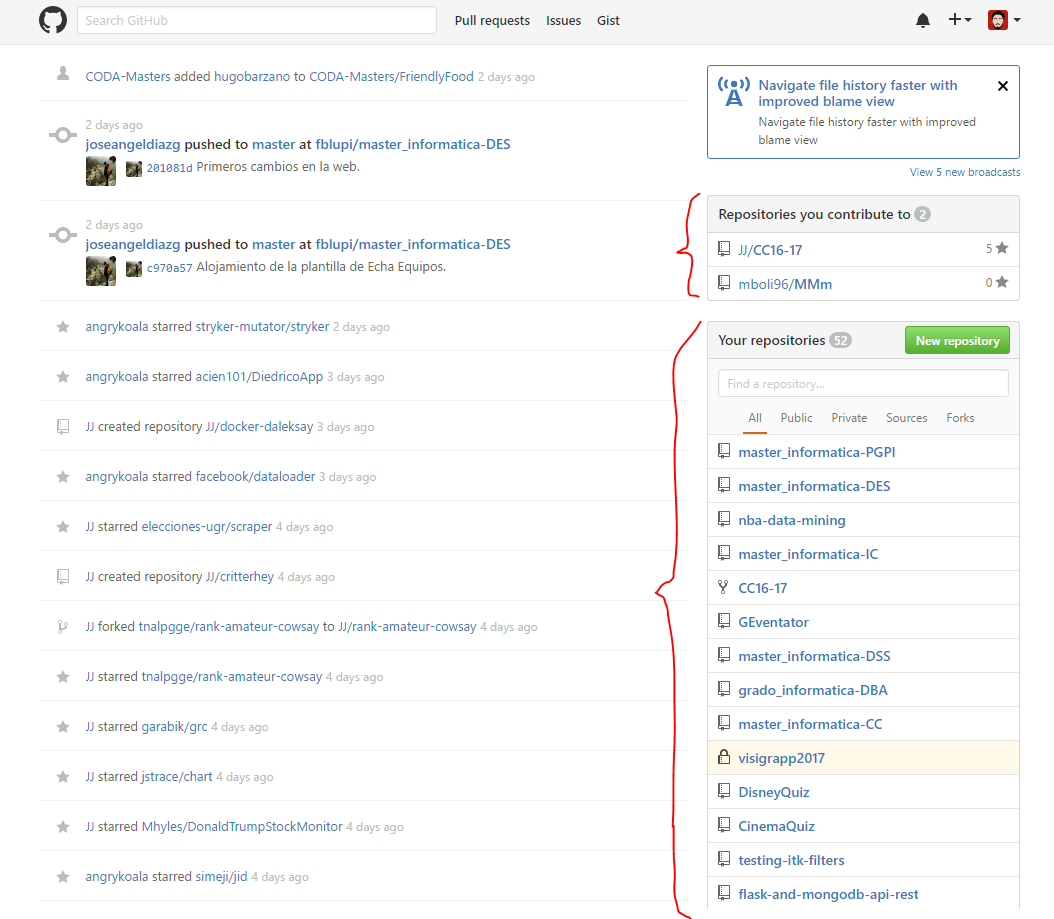 Search GitHub
Pull requests Issues Gist
CODA-Masters added hugobarzano to CODA-Masters/FriendlyFood 2 days ago
2 days ago
joseangeldiazg pushed to master at fblupi/master_informatica-DES
201081d Primeros cambios en la web.
2 days ago
joseangeldiazg pushed to master at fblupi/master_informatica-DES
c970a57 Alojamiento de la plantilla de Echa Equipos.
angrykoala starred stryker-mutator/stryker 2 days ago
angrykoala starred acien101/DiedricoApp 3 days ago
JJ created repository JJ/docker-daleksay 3 days ago
angrykoala starred facebook/dataloader 3 days ago
JJ starred elecciones-ugr/scraper 4 days ago
JJ created repository JJ/critterhey 4 days ago
JJ forked tnalpgge/rank-amateur-cowsay to JJ/rank-amateur-cowsay 4 days ago
JJ starred tnalpgge/rank-amateur-cowsay 4 days ago
JJ starred garabik/grc 4 days ago
JJ starred jstrace/chart 4 days ago
JJ starred Mhyles/DonaldTrumpStockMonitor 4 days ago
angrykoala starred simeji/jid 4 days ago
Navigate file history faster with
improved blame view
Navigate file history faster with improved
blame view
View 5 new broadcasts
Repositories you contribute to 2
JJ/CC16-17 5
mboli96/MMm 0
Your repositories 52 New repository
Find a repository...
All Public Private Sources Forks
master_informatica-PGPI
master_informatica-DES
nba-data-mining
master_informatica-IC
CC16-17
GEventator
master_informatica-DSS
grado_informatica-DBA
master_informatica-CC
visigrapp2017
DisneyQuiz
CinemaQuiz
testing-itk-filters
flask-and-mongodb-api-rest